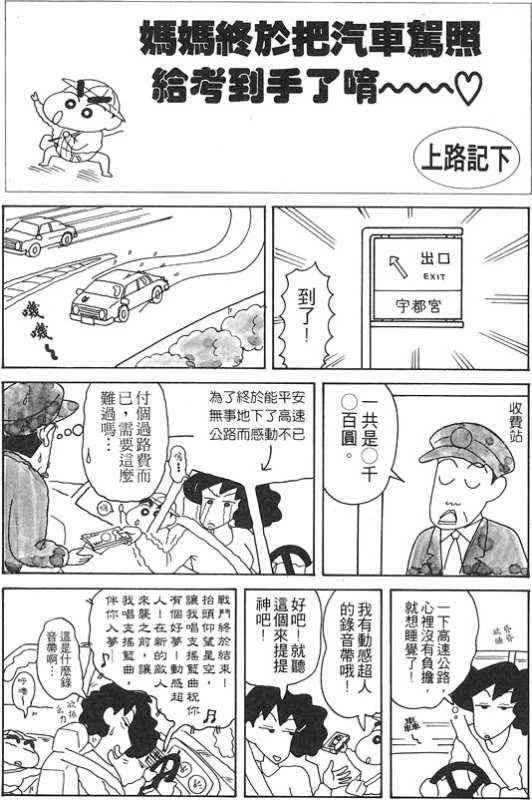 媽媽終於把汽車駕照
給考到手了唷~~~♡
上路記下
出口
EXIT
宇都宮
到了!
嘰
嘰
收費站
一共是○千
○百圓。
為了終於能平安
無事地下了高速
公路而感動不已
付個過路費而
已,需要這麼
難過嗎…
一下高速公路,
心裡沒有負擔,
就想睡覺了!
轟
我有動感超人
的錄音帶哦!
好吧!就聽
這個來提提
神吧!
戰鬥終於結束!
抬頭仰望星空,
讓我唱支搖籃曲祝你
有個好夢!動感超
人!在新的敵人
來襲之前,讓
我唱支搖籃曲,
伴你入夢─
這是什麼錄
音帶啊…